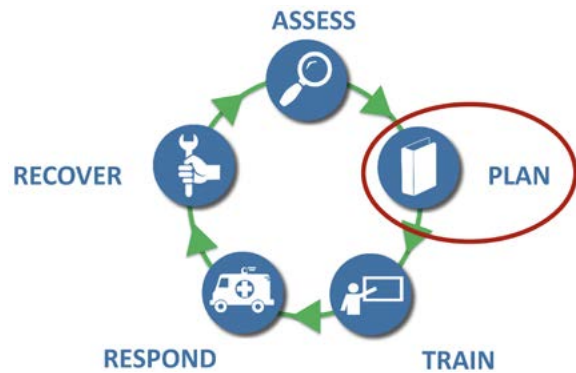 ASSESS
PLAN
TRAIN
RESPOND
RECOVER